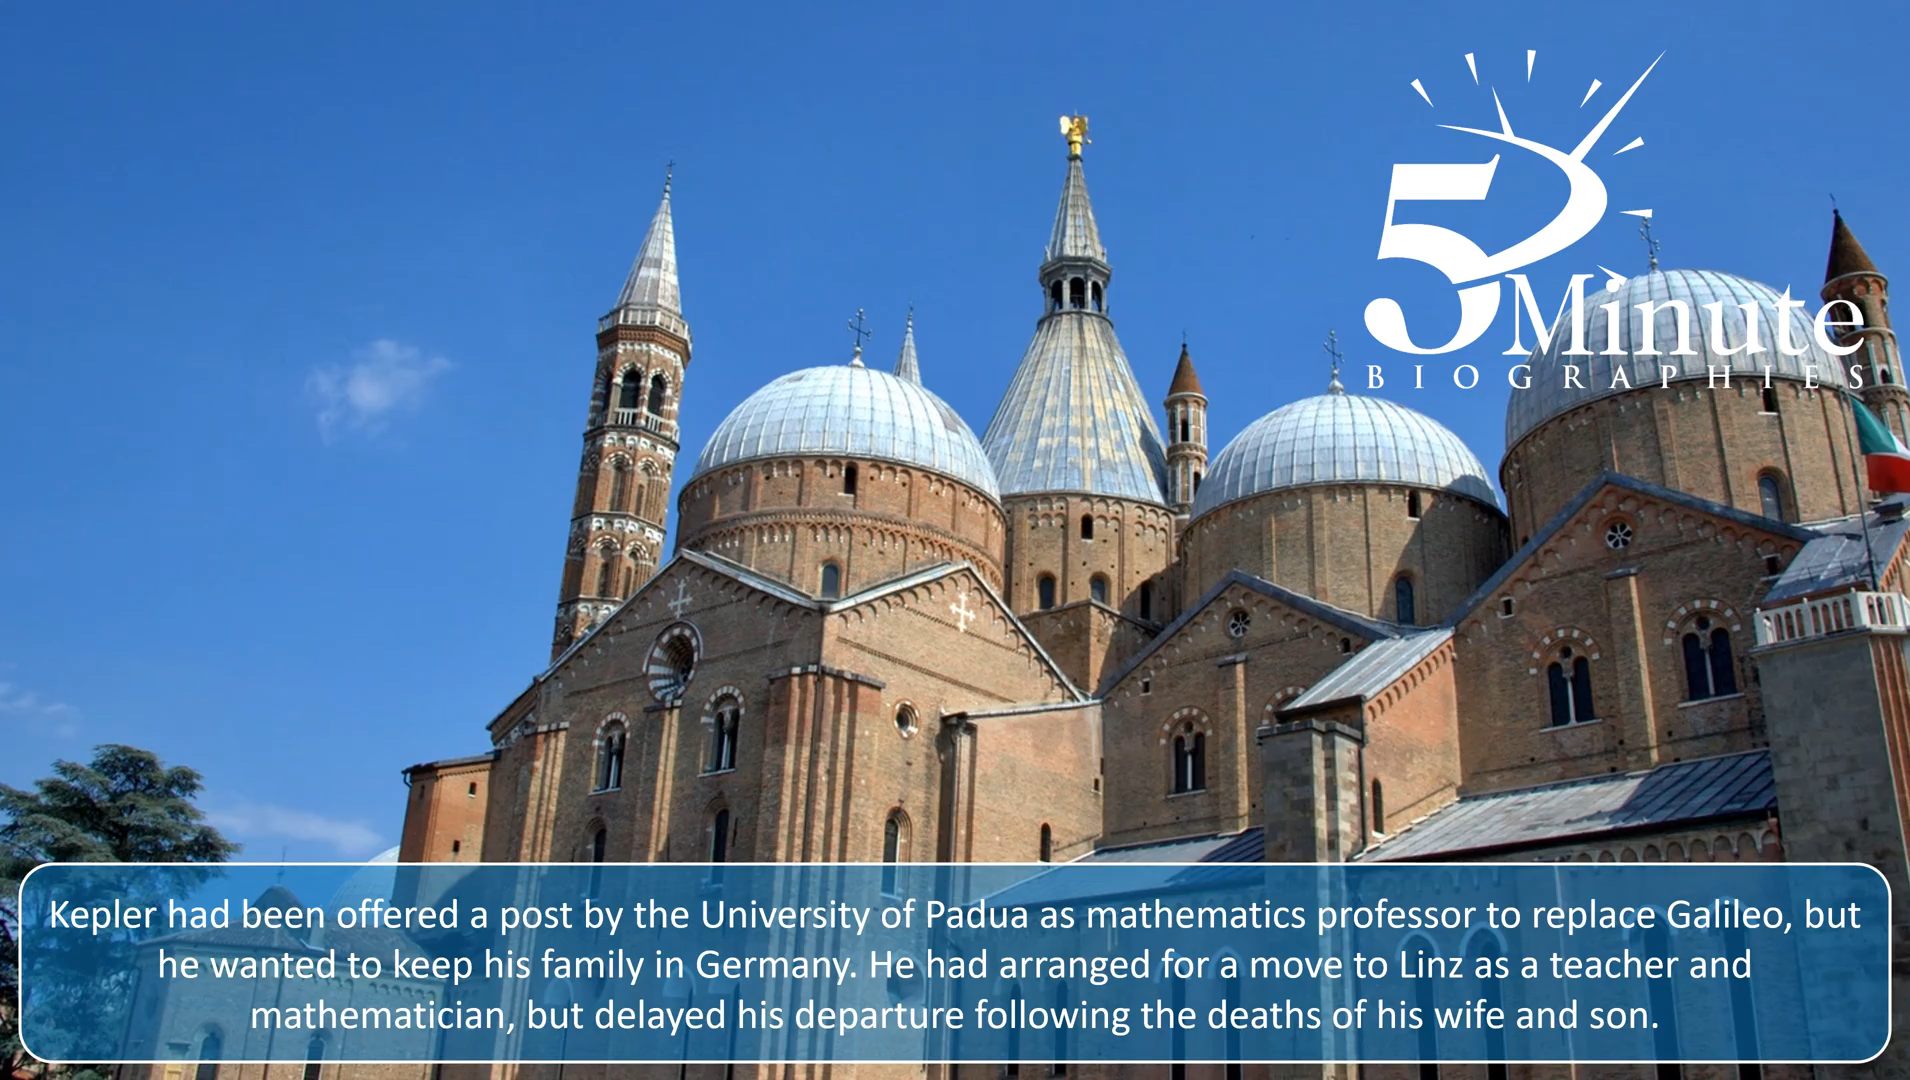 5 Minute
BIOGRAPHIES
Kepler had been offered a post by the University of Padua as mathematics professor to replace Galileo, but
he wanted to keep his family in Germany. He had arranged for a move to Linz as a teacher and
mathematician, but delayed his departure following the deaths of his wife and son.